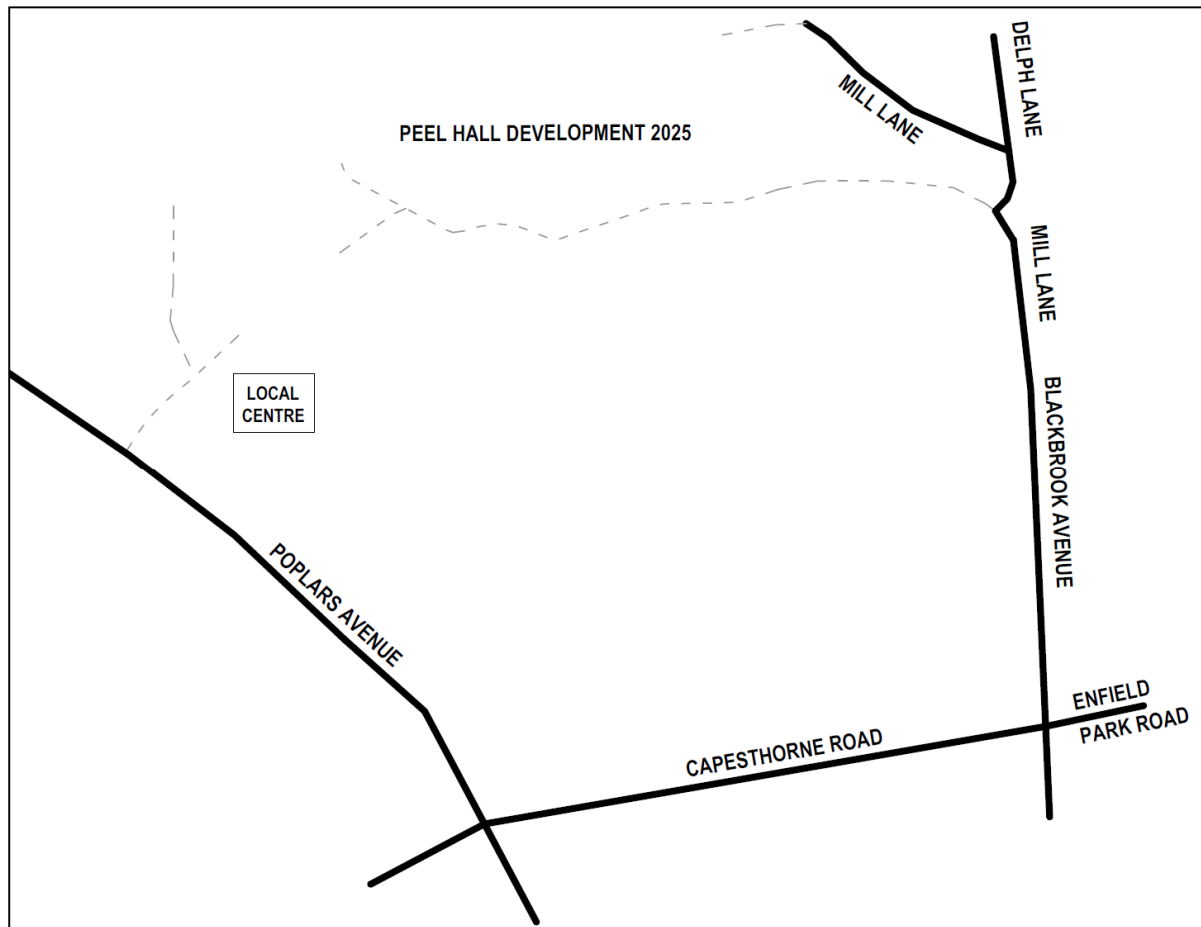 DELPH LANE
MILL LANE
PEEL HALL DEVELOPMENT 2025
MILL LANE
LOCAL
CENTRE
BLACKBROOK AVENUE
POPLARS AVENUE
ENFIELD
PARK ROAD
CAPESTHORNE ROAD